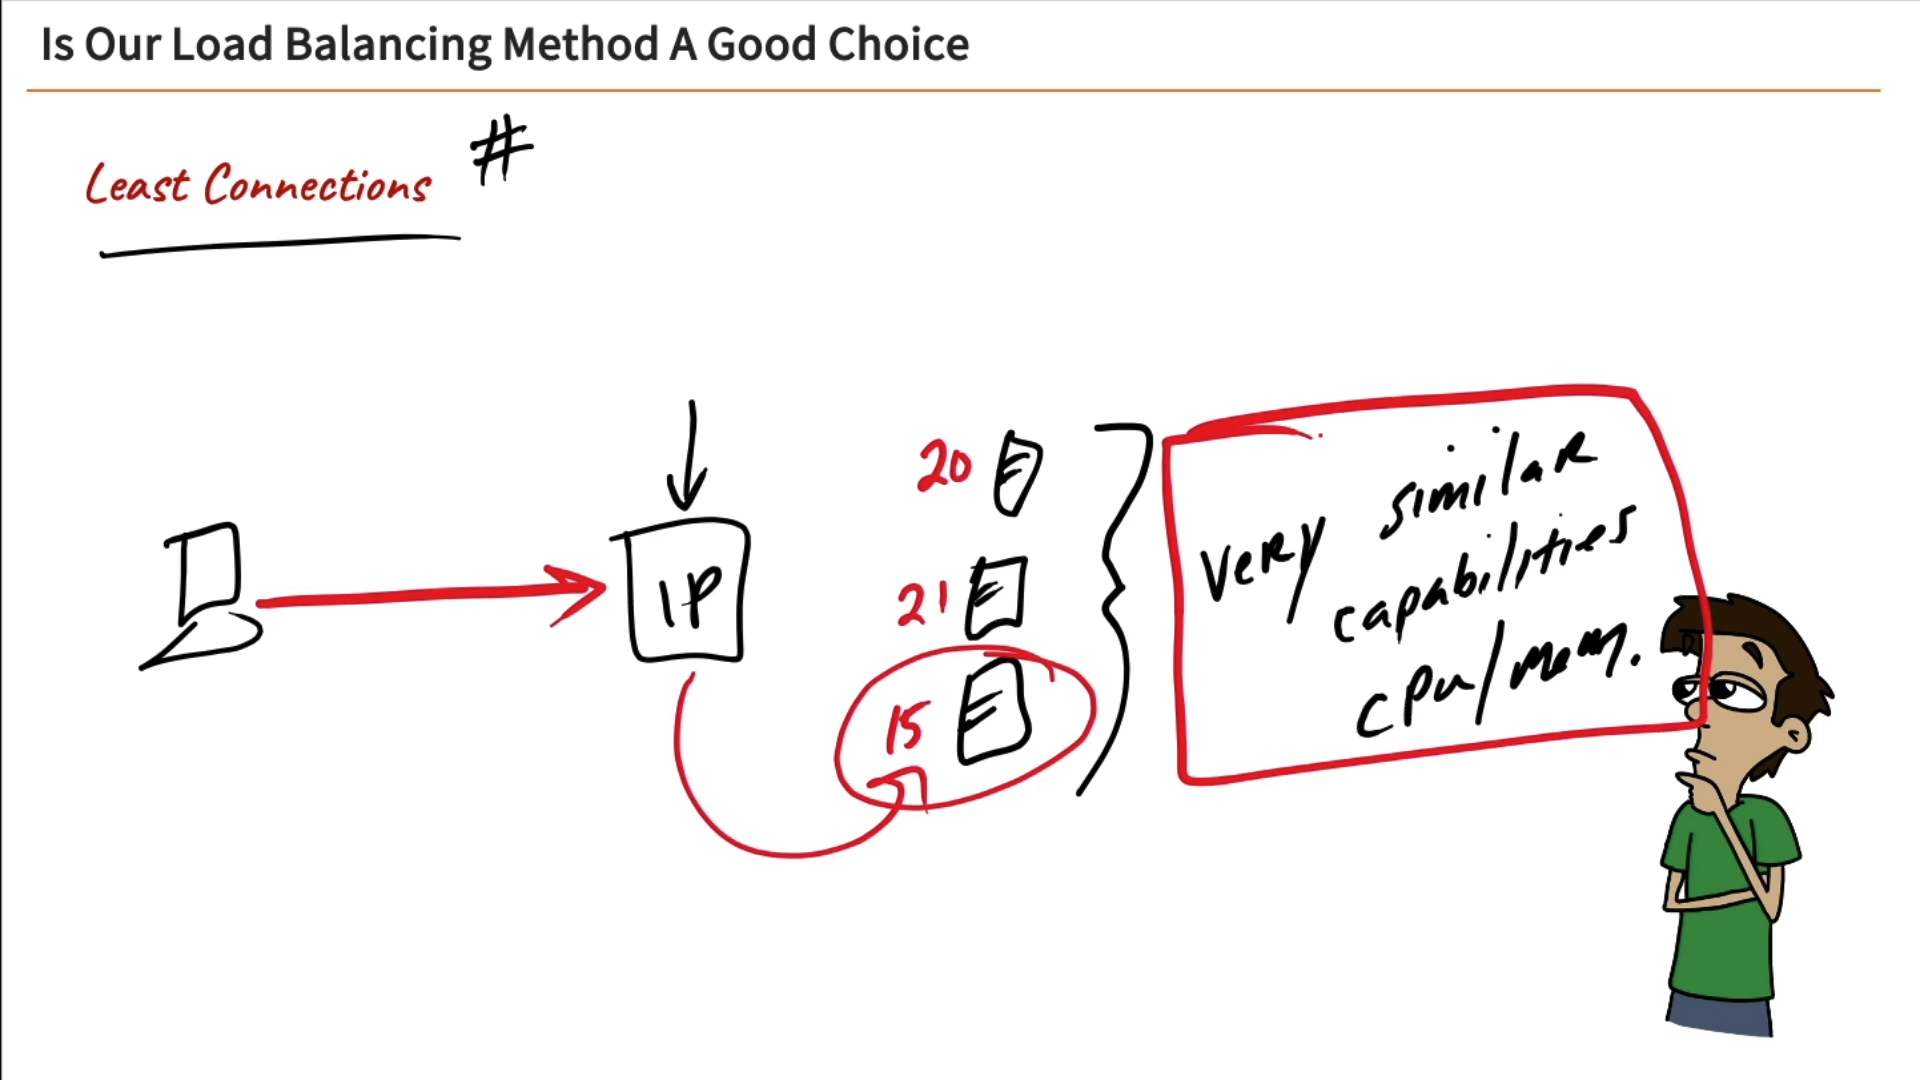 Is Our Load Balancing Method A Good Choice
Least Connections #
20
21
15
IP
very similar
capabilities
cpu/mem.